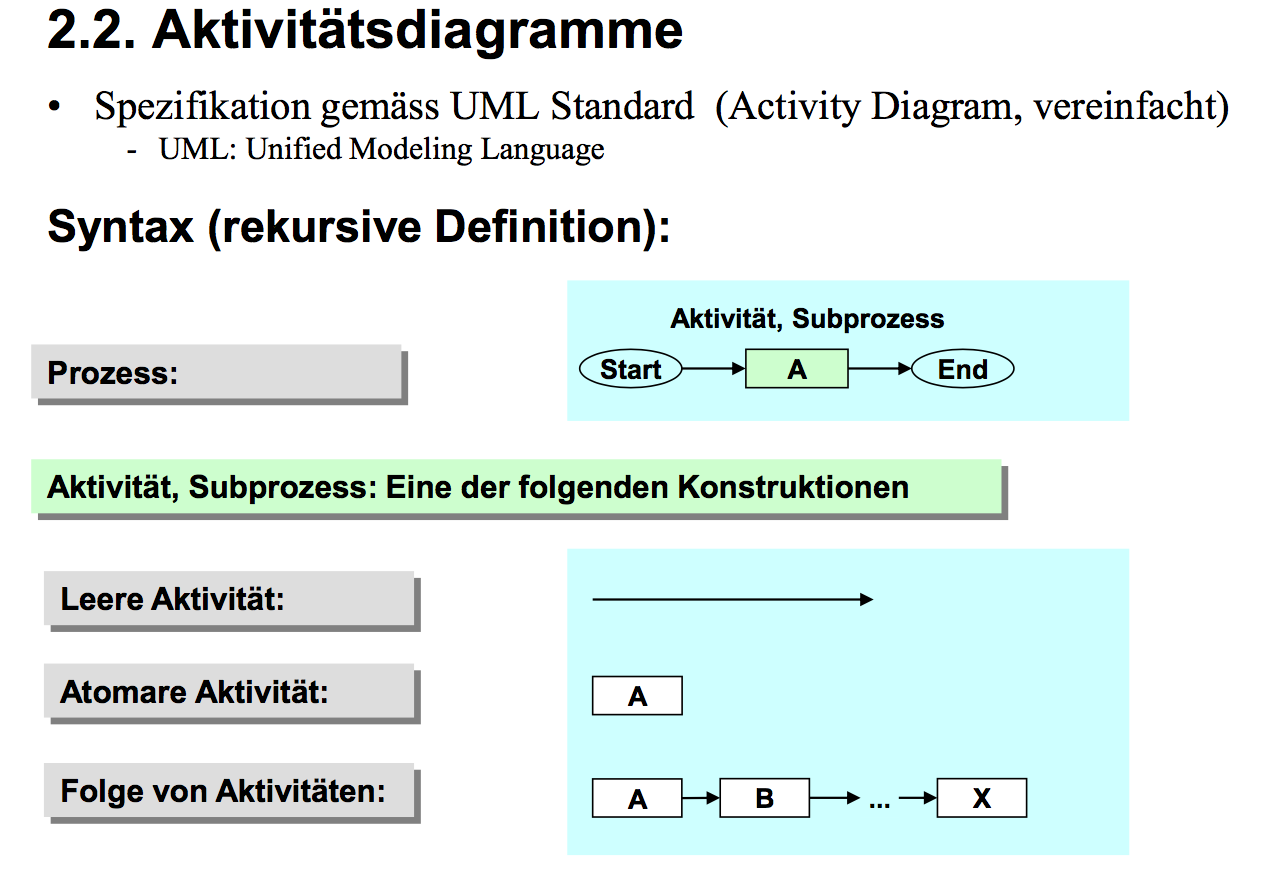 2.2. Aktivitätsdiagramme
• Spezifikation gemäss UML Standard (Activity Diagram, vereinfacht)
- UML: Unified Modeling Language
Syntax (rekursive Definition):
Aktivität, Subprozess
Prozess:
Start A End
Aktivität, Subprozess: Eine der folgenden Konstruktionen
Leere Aktivität:
Atomare Aktivität:
A
Folge von Aktivitäten:
A B ... X